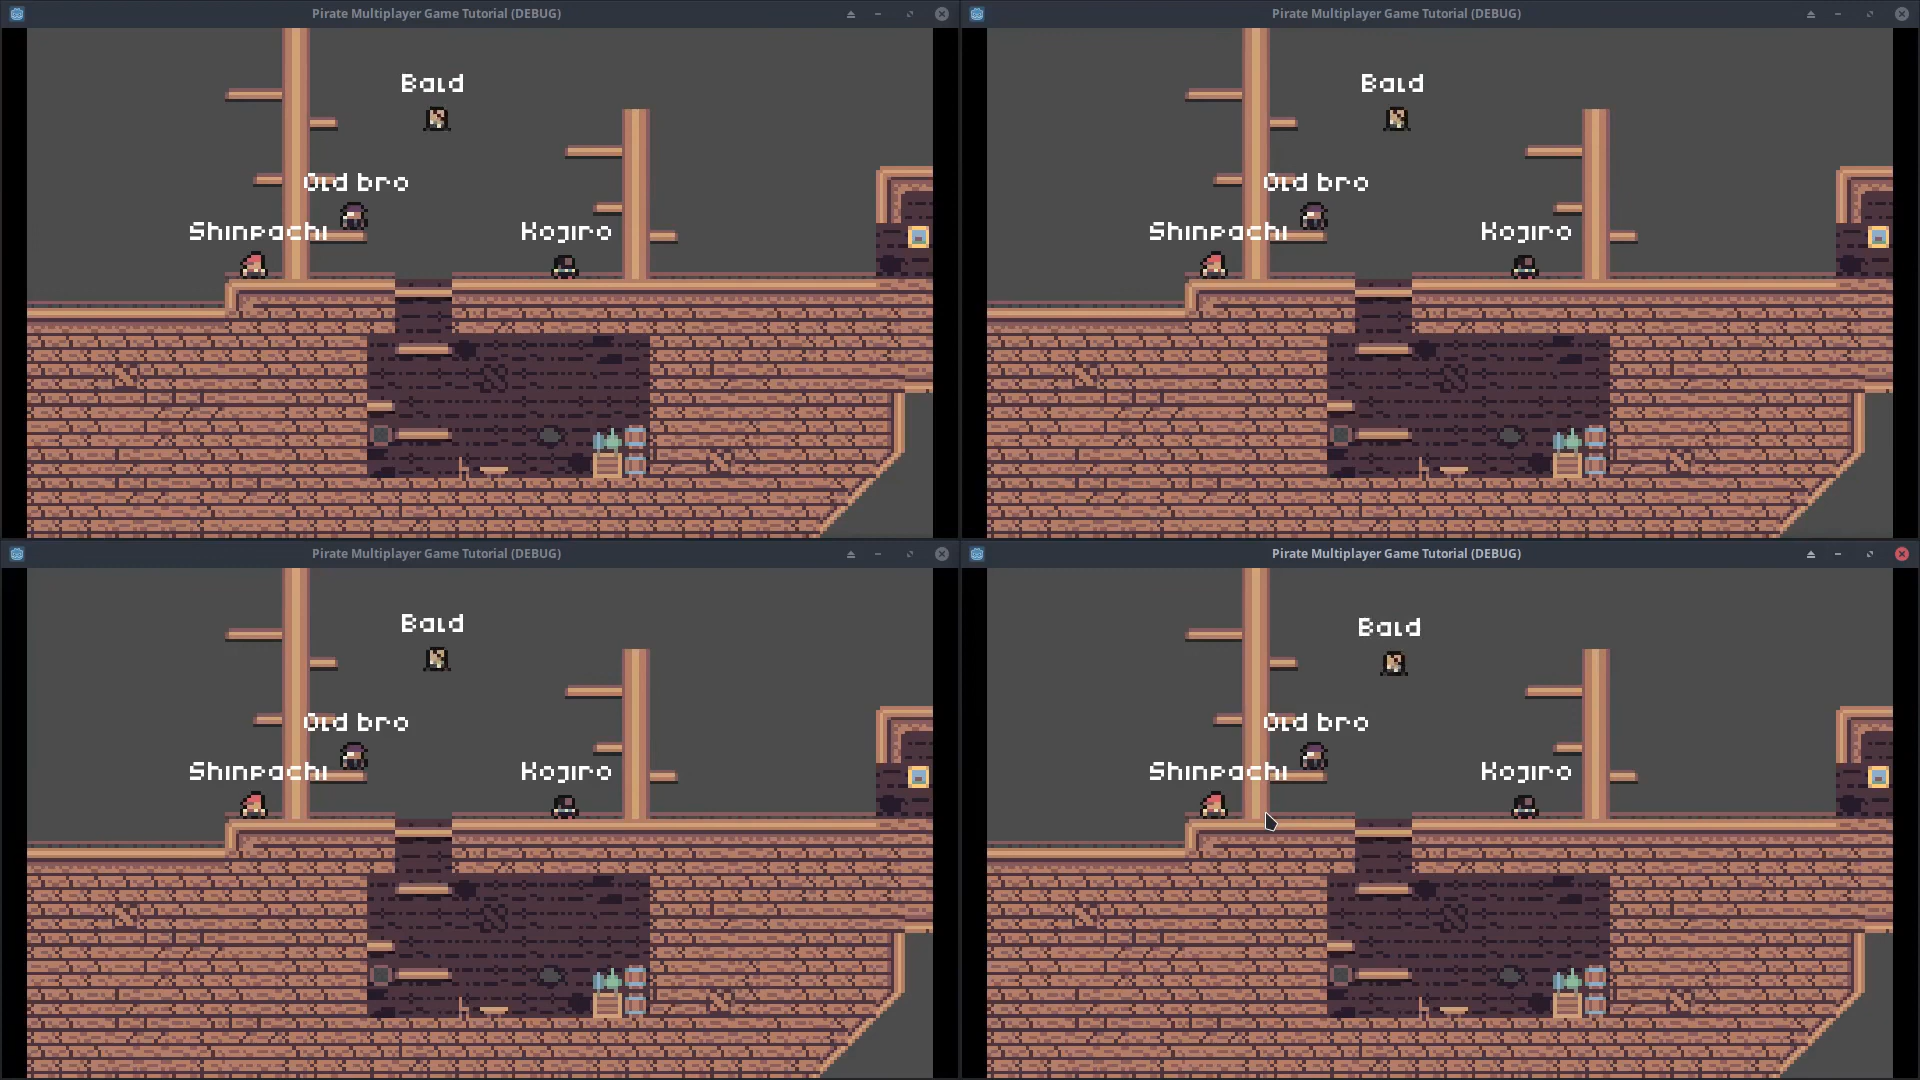 Pirate Multiplayer Game Tutorial (DEBUG)
Bald
Old bro
Shinpachi
Kojiro
Pirate Multiplayer Game Tutorial (DEBUG)
Bald
Old bro
Shinpachi
Kojiro
Pirate Multiplayer Game Tutorial (DEBUG)
Bald
Old bro
Shinpachi
Kojiro
Pirate Multiplayer Game Tutorial (DEBUG)
Bald
Old bro
Shinpachi
Kojiro